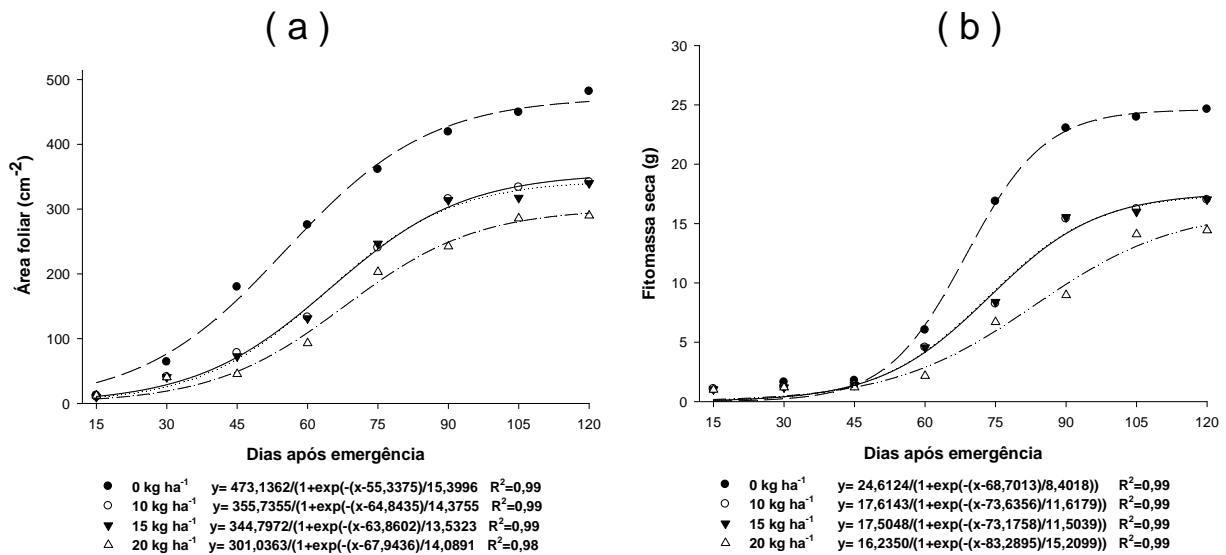 ( a )
Área foliar (cm-2)
500
400
300
200
100
0
15 30 45 60 75 90 105 120
Dias após emergência
0 kg ha-1 y= 473,1362/(1+exp(-(x-55,3375)/15,3996 R2=0,99
10 kg ha-1 y= 355,7355/(1+exp(-(x-64,8435)/14,3755 R2=0,99
15 kg ha-1 y= 344,7972/(1+exp(-(x-63,8602)/13,5323 R2=0,99
20 kg ha-1 y= 301,0363/(1+exp(-(x-67,9436)/14,0891 R2=0,98
( b )
Fitomassa seca (g)
30
25
20
15
10
5
0
15 30 45 60 75 90 105 120
Dias após emergência
0 kg ha-1 y= 24,6124/(1+exp(-(x-68,7013)/8,4018)) R2=0,99
10 kg ha-1 y= 17,6143/(1+exp(-(x-73,6356)/11,6179)) R2=0,99
15 kg ha-1 y= 17,5048/(1+exp(-(x-73,1758)/11,5039)) R2=0,99
20 kg ha-1 y= 16,2350/(1+exp(-(x-83,2895)/15,2099)) R2=0,99